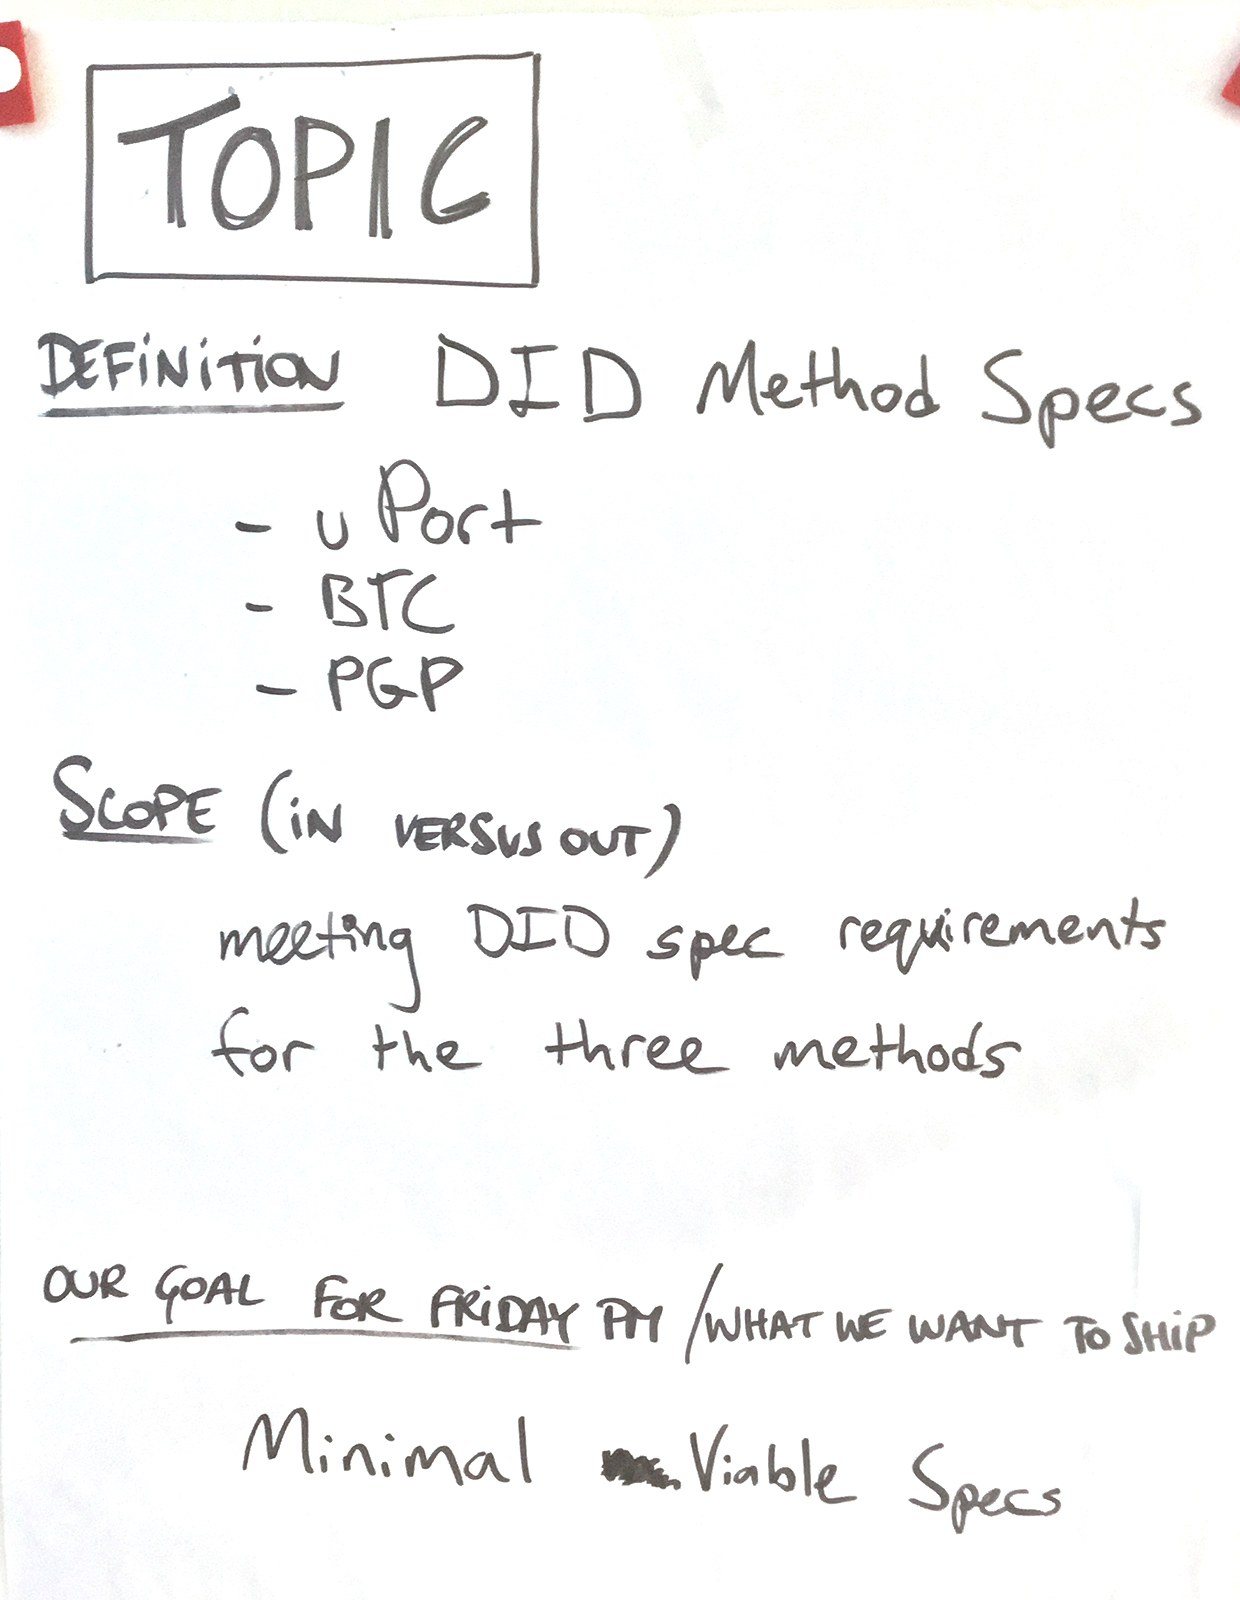 TOPIC
DEFINITION DID Method Specs
- uPort
- BTC
- PGP
SCOPE (IN VERSUS OUT)
meeting DID spec requirements
for the three methods
OUR GOAL FOR FRIDAY PM / WHAT WE WANT TO SHIP
Minimal Viable Specs